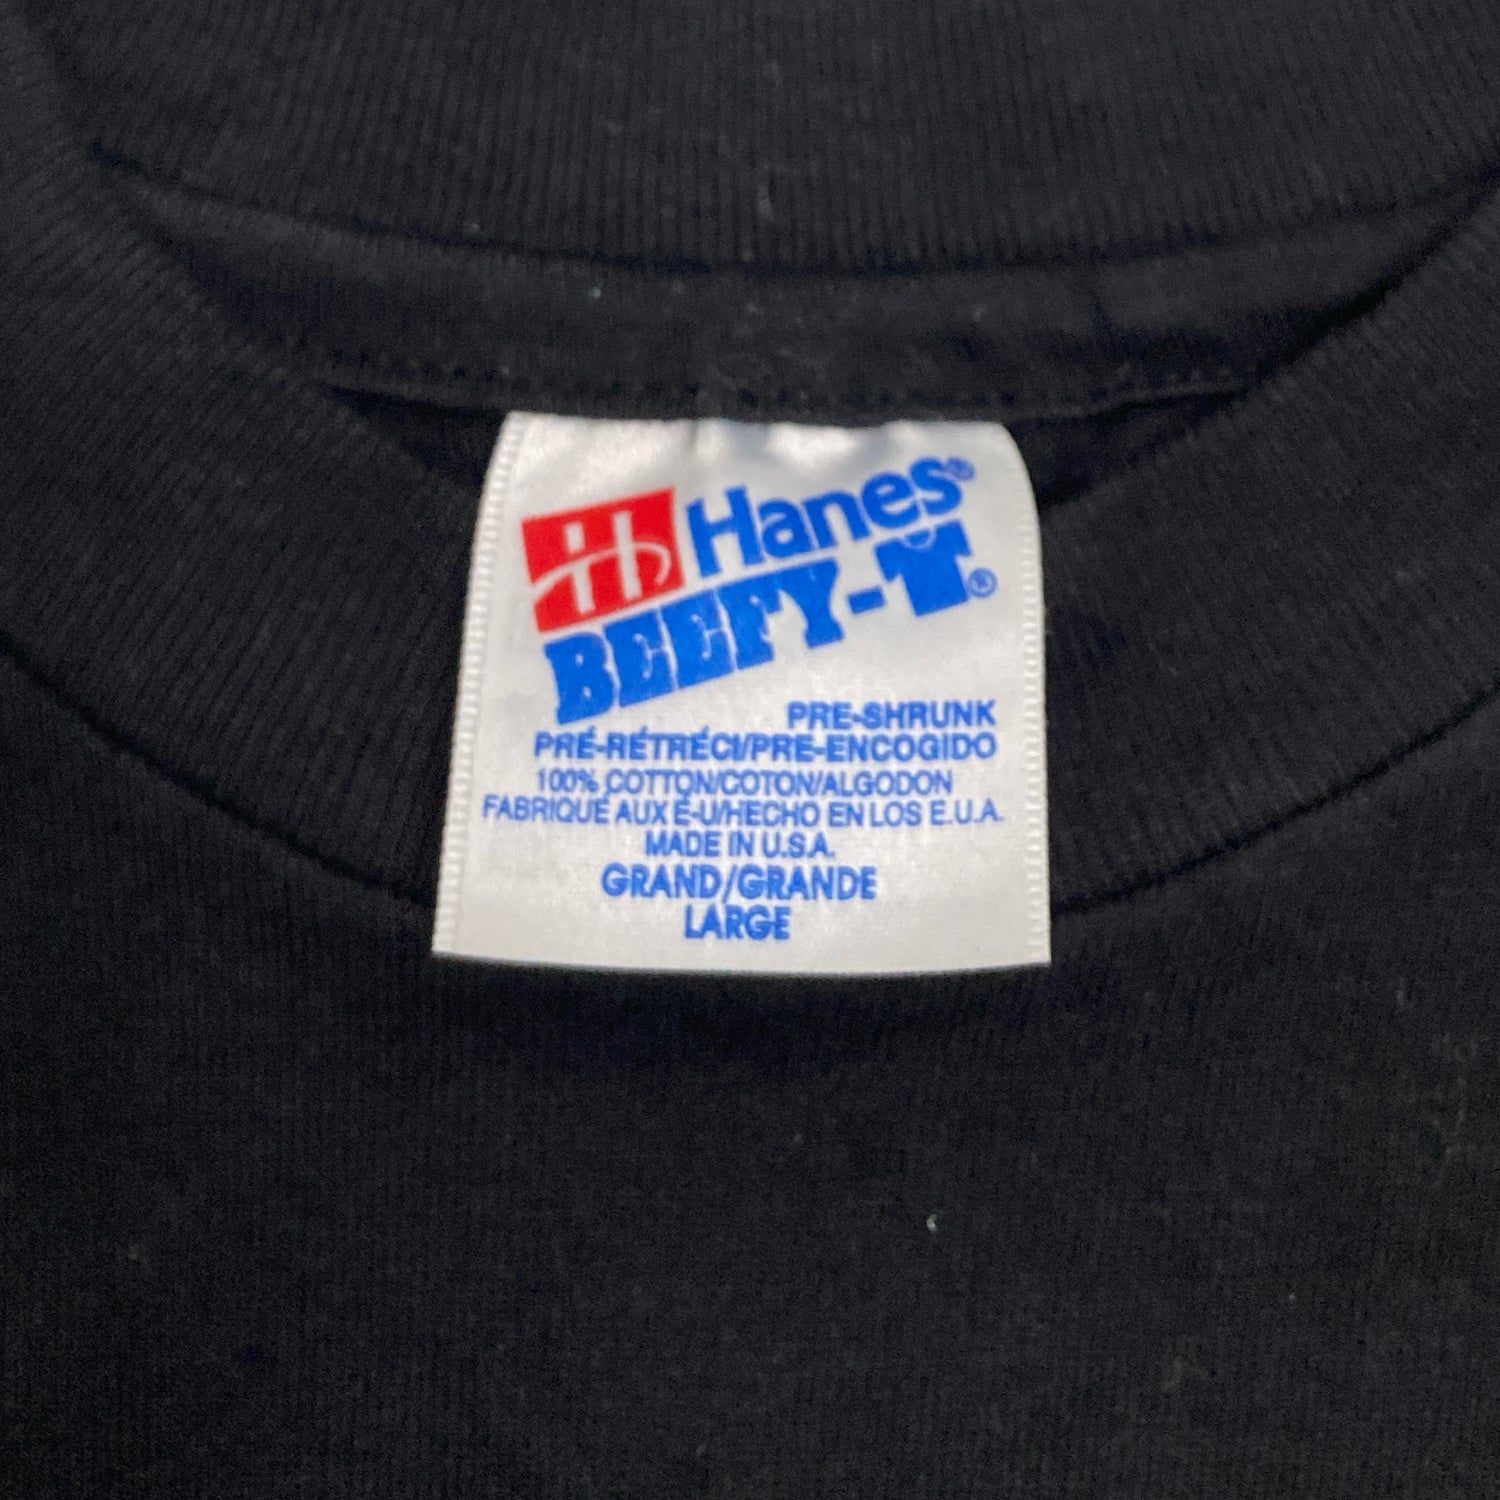 Hanes®
BEEFY-T®
PRE-SHRUNK
PRÉ-RÉTRÉCI/PRE-ENCOGIDO
100% COTTON/COTON/ALGODON
FABRIQUÉ AUX É-U/HECHO EN LOS E.U.A.
MADE IN U.S.A.
GRAND/GRANDE
LARGE